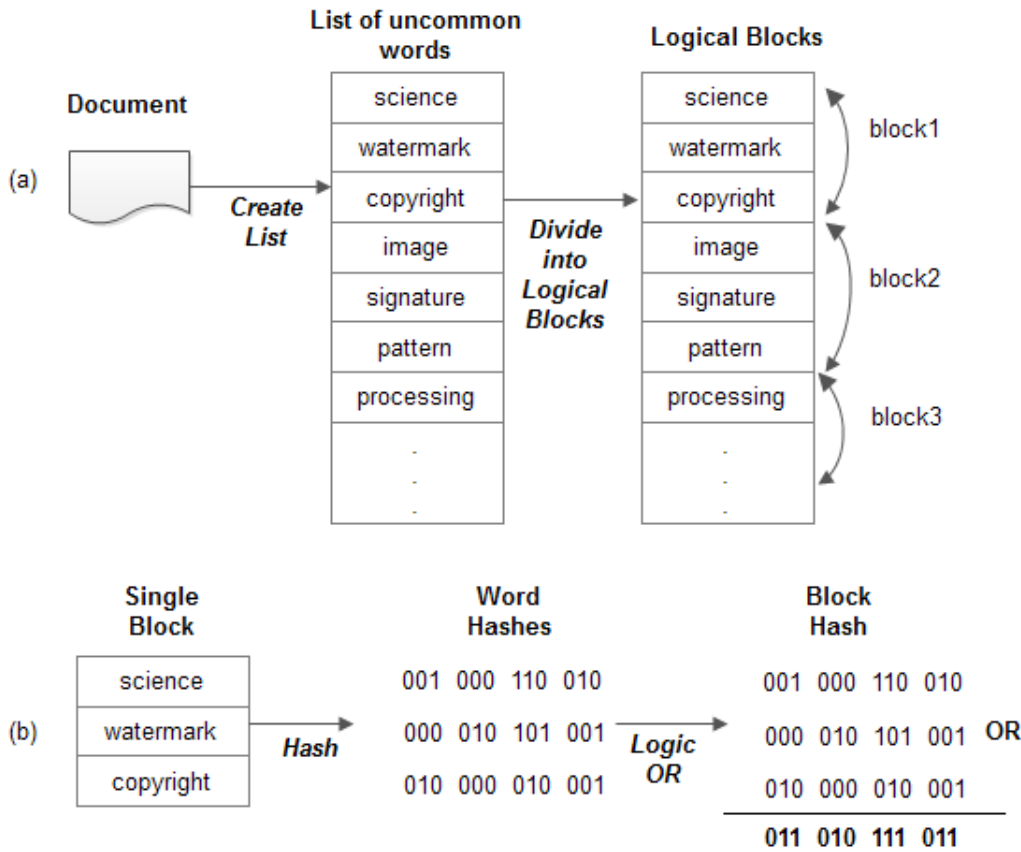 List of uncommon
words
Logical Blocks
Document
(a)
Create
List
science
watermark
copyright
image
signature
pattern
processing
.
.
.
Divide
into
Logical
Blocks
science
watermark
copyright
image
signature
pattern
processing
.
.
.
block1
block2
block3
(b)
Single
Block
science
watermark
copyright
Hash
Word
Hashes
001 000 110 010
000 010 101 001
010 000 010 001
Logic
OR
Block
Hash
001 000 110 010
000 010 101 001 OR
010 000 010 001
011 010 111 011